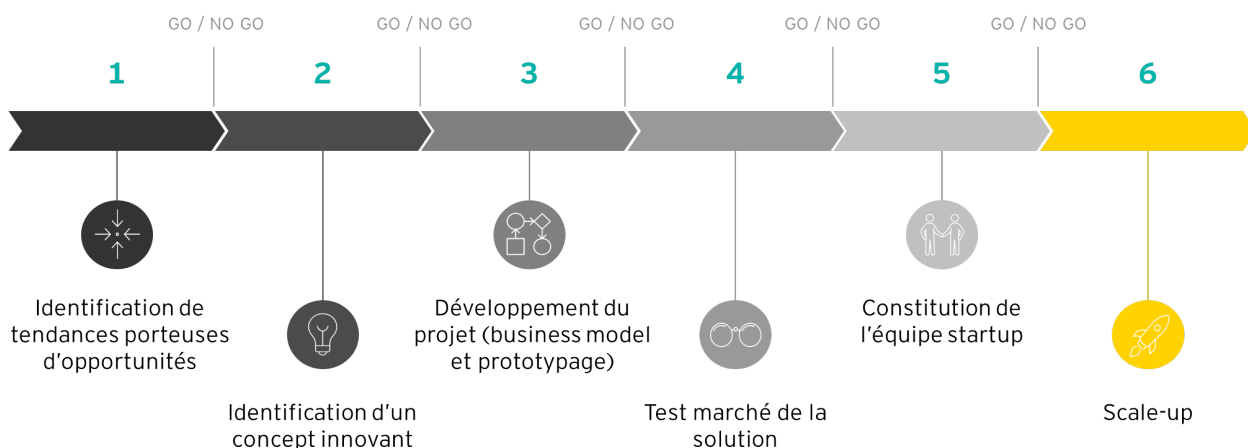 GO / NO GO
GO / NO GO
GO / NO GO
GO / NO GO
GO / NO GO
1
2
3
4
5
6
Identification de
tendances porteuses
d'opportunités
Identification d'un
concept innovant
Développement du
projet (business model
et prototypage)
Test marché de la
solution
Constitution de
l'équipe startup
Scale-up